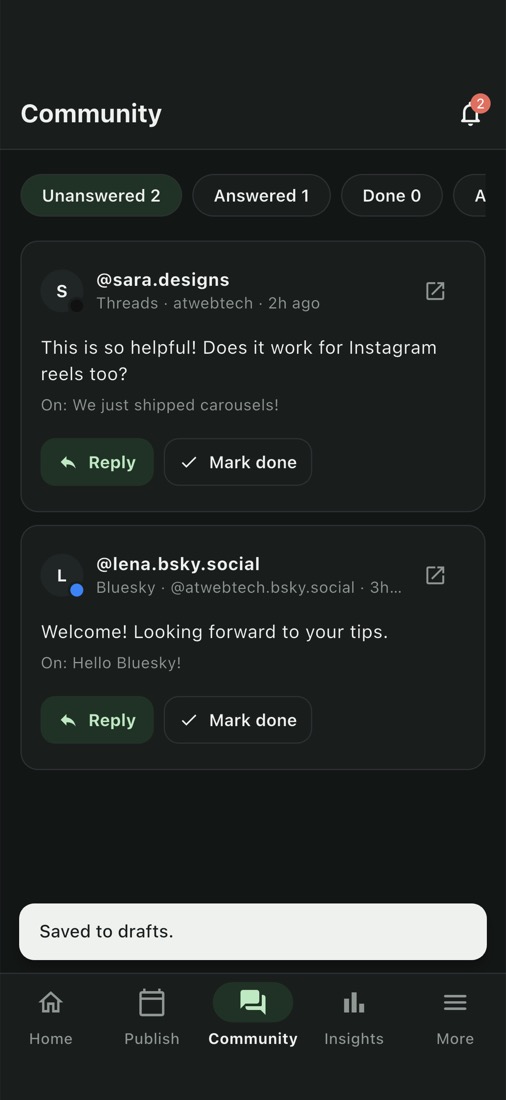 Community
2
Unanswered 2
Answered 1
Done 0
A
S
@sara.designs
Threads · atwebtech · 2h ago
This is so helpful! Does it work for Instagram
reels too?
On: We just shipped carousels!
Reply
Mark done
L
@lena.bsky.social
Bluesky · @atwebtech.bsky.social · 3h...
Welcome! Looking forward to your tips.
On: Hello Bluesky!
Reply
Mark done
Saved to drafts.
Home
Publish
Community
Insights
More